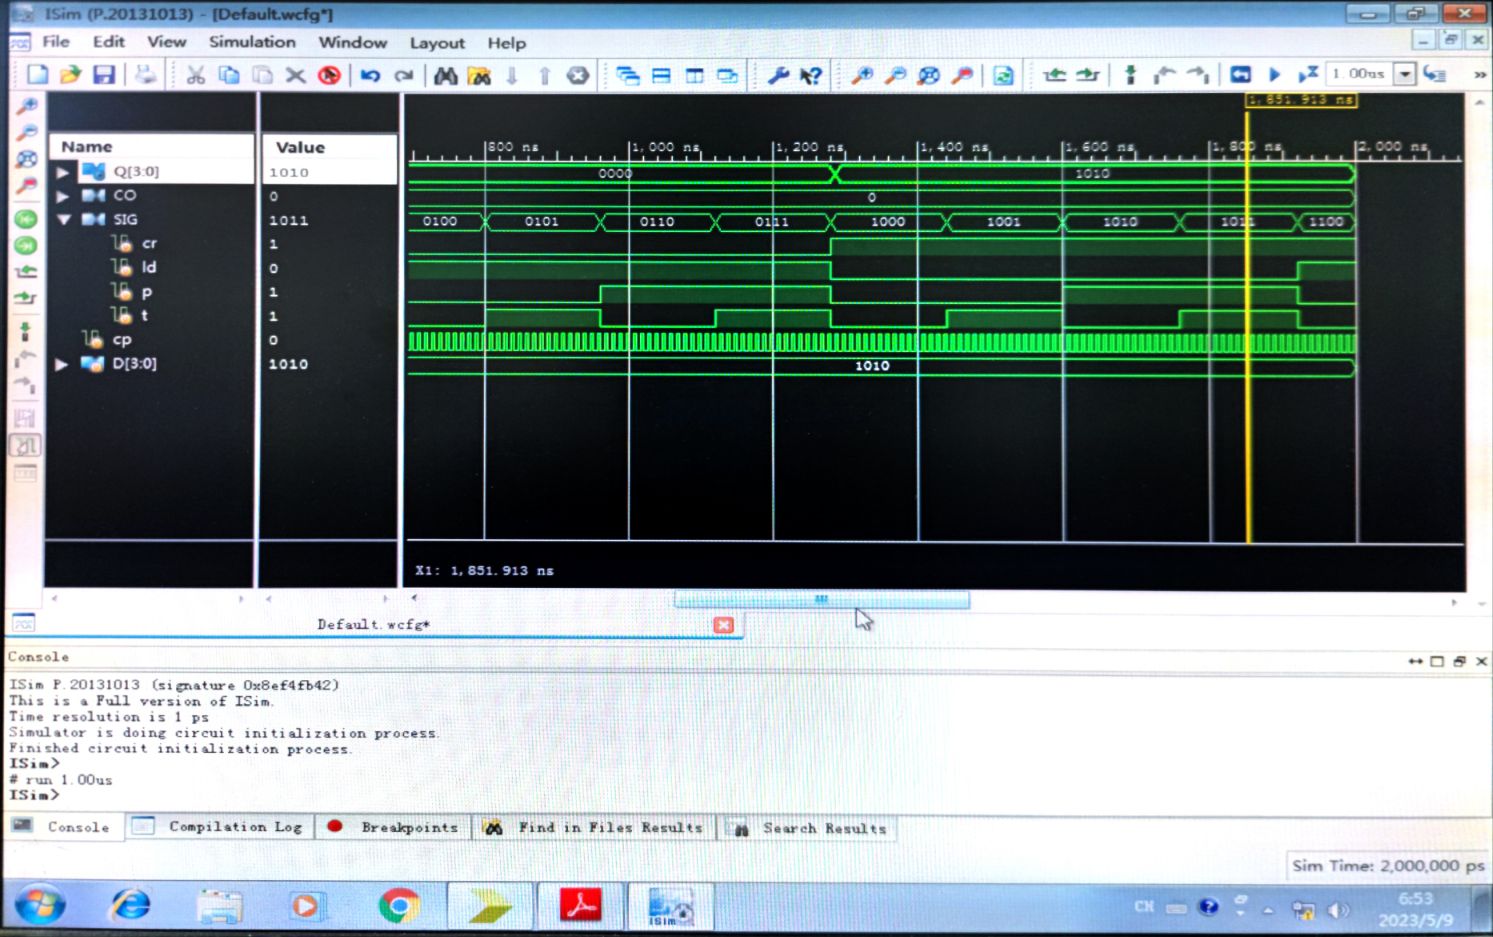 ISim (P.20131013) - [Default.wcfg*]
File Edit View Simulation Window Layout Help
1.00us
1,851.913 ns
Name Value
800 ns 1,000 ns 1,200 ns 1,400 ns 1,600 ns 1,800 ns 2,000 ns
Q[3:0] 1010 0000 1010
CO 0 0
SIG 1011 0100 0101 0110 0111 1000 1001 1010 1011 1100
cr 1
ld 0
p 1
t 1
cp 0
D[3:0] 1010 1010
X1: 1,851.913 ns
Default.wcfg*
Console
ISim P.20131013 (signature 0x8ef4fb42)
This is a Full version of ISim.
Time resolution is 1 ps
Simulator is doing circuit initialization process.
Finished circuit initialization process.
ISim>
# run 1.00us
ISim>
Console Compilation Log Breakpoints Find in Files Results Search Results
Sim Time: 2,000,000 ps
ISim
CH
6:53
2023/5/9